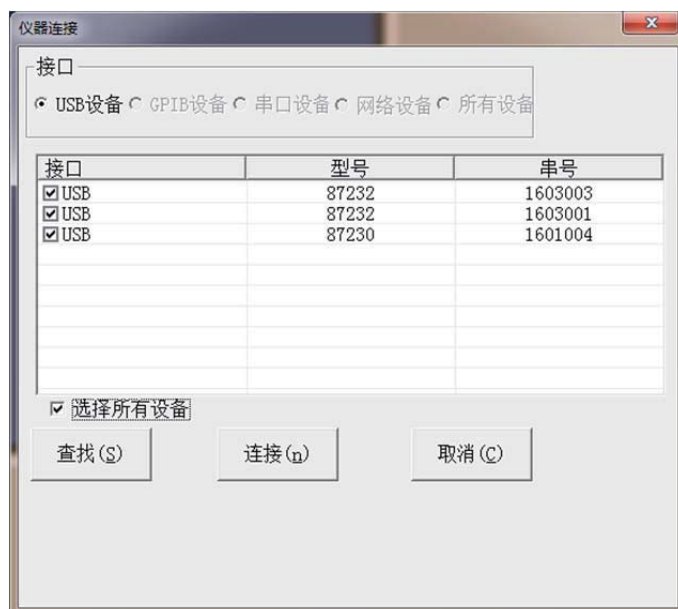 仪器连接
接口
USB设备 GPIB设备 串口设备 网络设备 所有设备
接口 型号 串号
USB 87232 1603003
USB 87232 1603001
USB 87230 1601004
选择所有设备
查找(S) 连接(n) 取消(C)